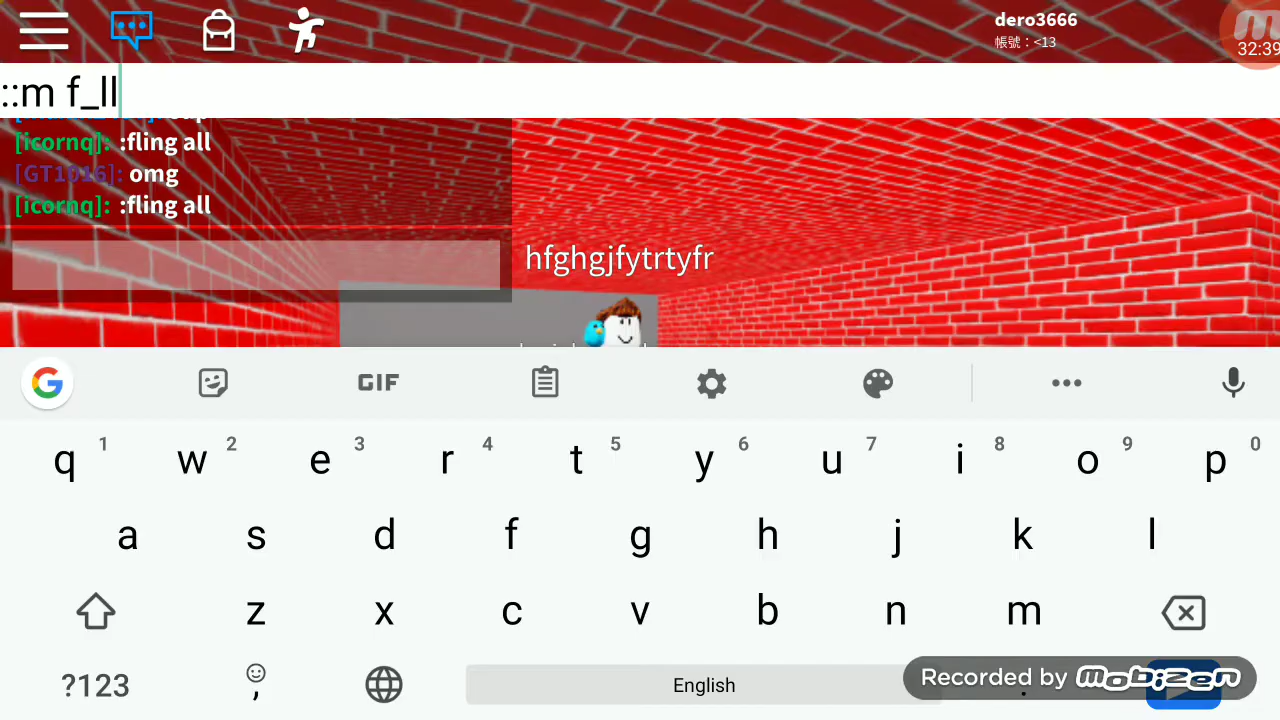 dero3666
帳號：<13
32:39
::m f_ll
[icornq]: :fling all
[GT1016]: omg
[icornq]: :fling all
hfghgjfytrtyfr
GIF
q 1 w 2 e 3 r 4 t 5 y 6 u 7 i 8 o 9 p 0
a s d f g h j k l
z x c v b n m
?123 , English .
Recorded by mobizen